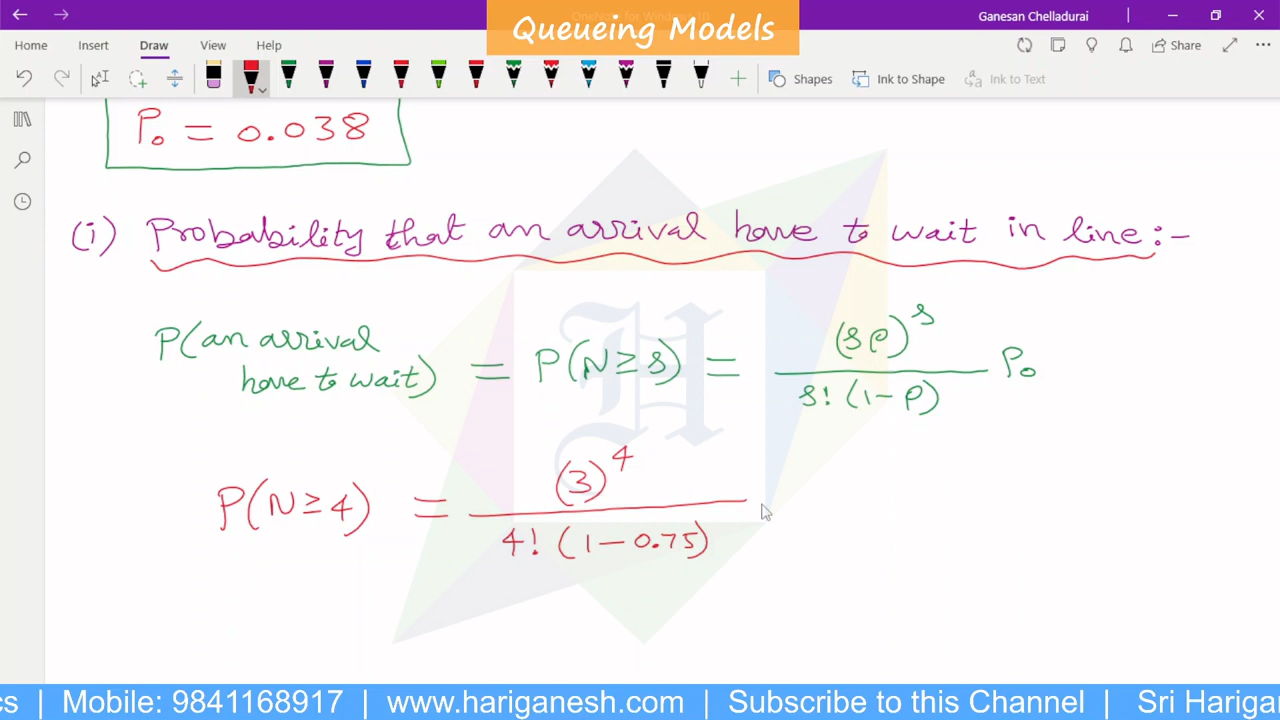 Queueing Models
Ganesan Chelladurai
Home Insert Draw View Help
Share
Shapes Ink to Shape Ink to Text
P₀ = 0.038
(i) Probability that an arrival have to wait in line:-
P(an arrival have to wait) = P(N ≥ s) = (sρ)^s / s! (1 - ρ) P₀
P(N ≥ 4) = (3)^4 / 4! (1 - 0.75)
H
cs | Mobile: 9841168917 | www.hariganesh.com | Subscribe to this Channel | Sri Harigan